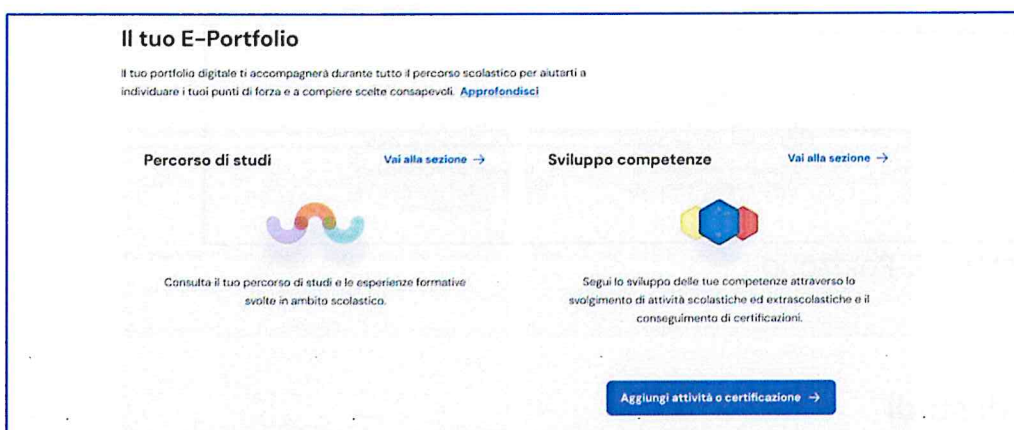 Il tuo E-Portfolio
Il tuo portfolio digitale ti accompagnerà durante tutto il percorso scolastico per aiutarti a
individuare i tuoi punti di forza e a compiere scelte consapevoli. Approfondisci
Percorso di studi
Vai alla sezione →
Consulta il tuo percorso di studi e le esperienze formative
svolte in ambito scolastico.
Sviluppo competenze
Vai alla sezione →
Segui lo sviluppo delle tue competenze attraverso lo
svolgimento di attività scolastiche ed extrascolastiche e il
conseguimento di certificazioni.
Aggiungi attività o certificazione →